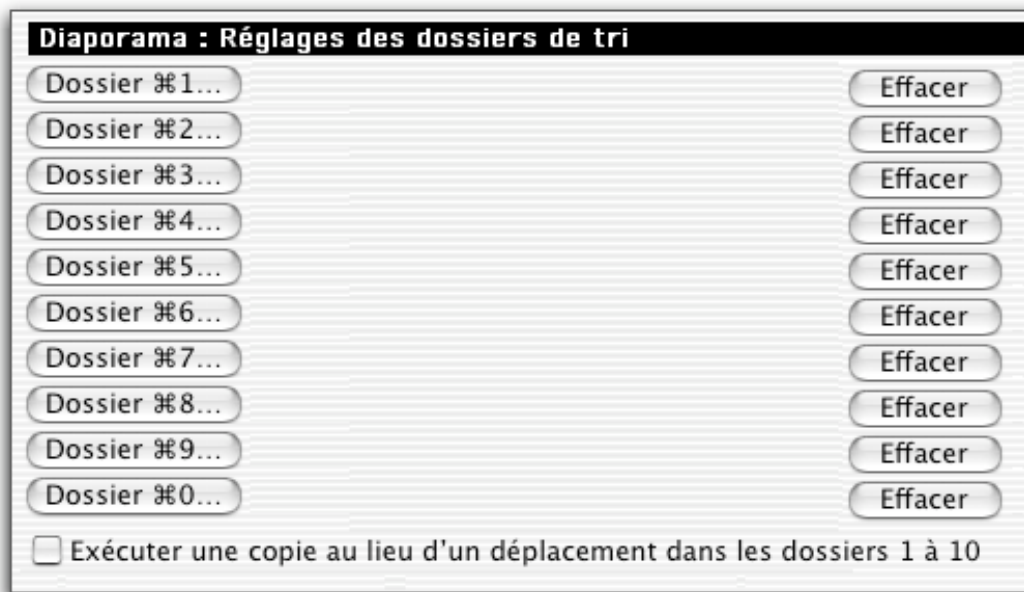 Diaporama : Réglages des dossiers de tri
Dossier ⌘1... Effacer
Dossier ⌘2... Effacer
Dossier ⌘3... Effacer
Dossier ⌘4... Effacer
Dossier ⌘5... Effacer
Dossier ⌘6... Effacer
Dossier ⌘7... Effacer
Dossier ⌘8... Effacer
Dossier ⌘9... Effacer
Dossier ⌘0... Effacer
Exécuter une copie au lieu d’un déplacement dans les dossiers 1 à 10